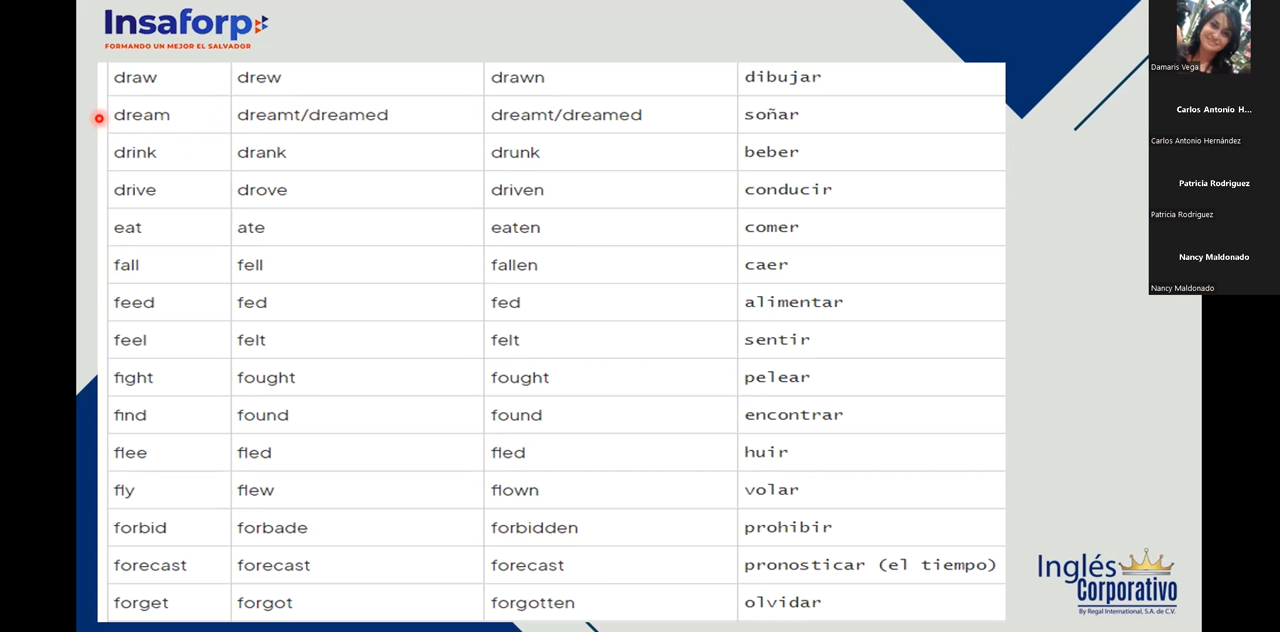 Insaforp
FORMANDO UN MEJOR EL SALVADOR
draw drew drawn dibujar
dream dreamt/dreamed dreamt/dreamed soñar
drink drank drunk beber
drive drove driven conducir
eat ate eaten comer
fall fell fallen caer
feed fed fed alimentar
feel felt felt sentir
fight fought fought pelear
find found found encontrar
flee fled fled huir
fly flew flown volar
forbid forbade forbidden prohibir
forecast forecast forecast pronosticar (el tiempo)
forget forgot forgotten olvidar
Damaris Vega
Carlos Antonio H...
Carlos Antonio Hernández
Patricia Rodriguez
Patricia Rodriguez
Nancy Maldonado
Nancy Maldonado
Inglés
Corporativo
By Regal International, S.A. de C.V.